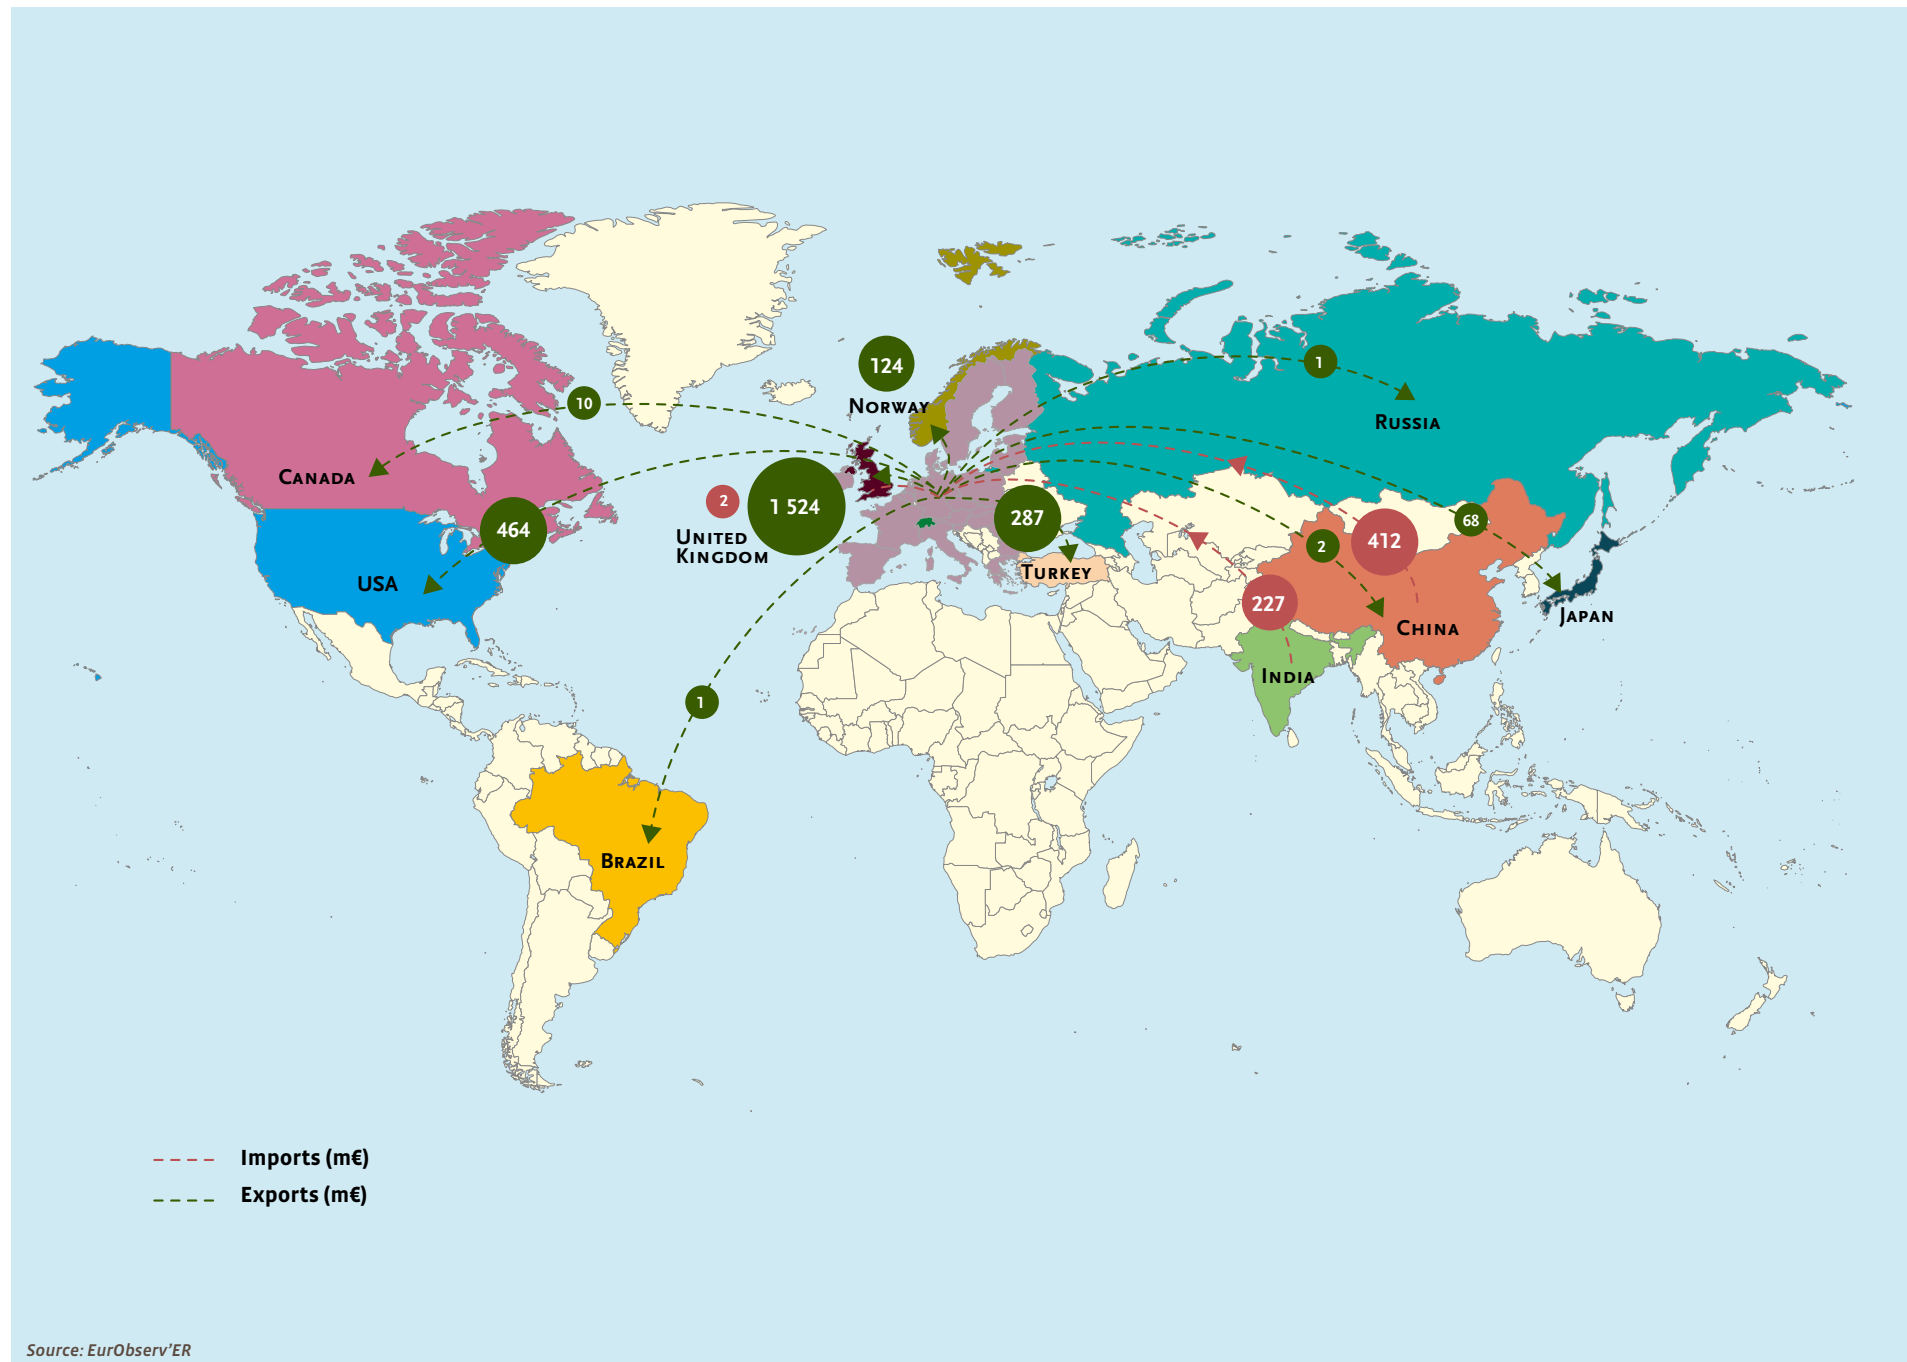 124
NORWAY
1
RUSSIA
10
CANADA
464
USA
2
1 524
UNITED
KINGDOM
287
TURKEY
2
412
68
227
CHINA
JAPAN
INDIA
1
BRAZIL
Imports (m€)
Exports (m€)
Source: EurObserv’ER